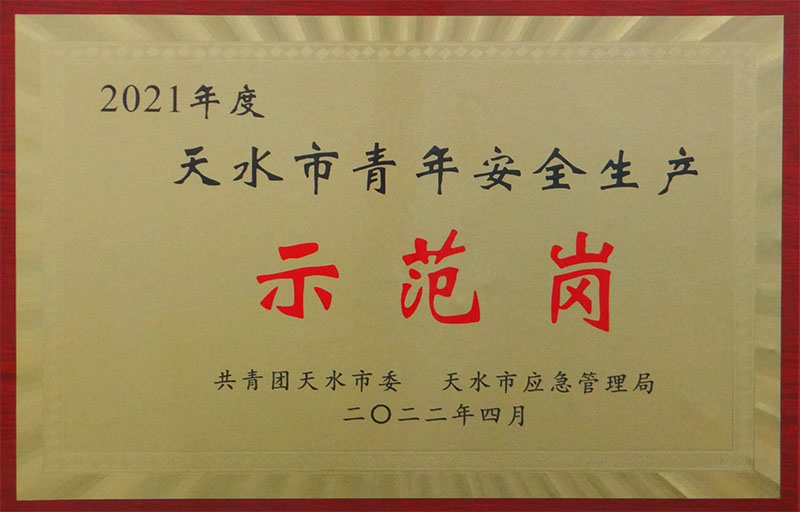 2021年度
天水市青年安全生产
示范岗
共青团天水市委 天水市应急管理局
二〇二二年四月